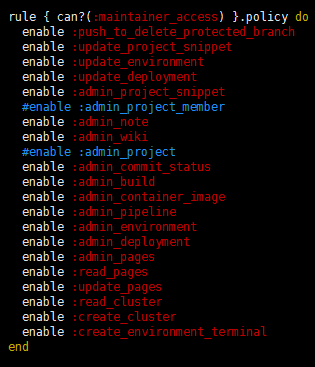 rule { can?(:maintainer_access) }.policy do
  enable :push_to_delete_protected_branch
  enable :update_project_snippet
  enable :update_environment
  enable :update_deployment
  enable :admin_project_snippet
  #enable :admin_project_member
  enable :admin_note
  enable :admin_wiki
  #enable :admin_project
  enable :admin_commit_status
  enable :admin_build
  enable :admin_container_image
  enable :admin_pipeline
  enable :admin_environment
  enable :admin_deployment
  enable :admin_pages
  enable :read_pages
  enable :update_pages
  enable :read_cluster
  enable :create_cluster
  enable :create_environment_terminal
end